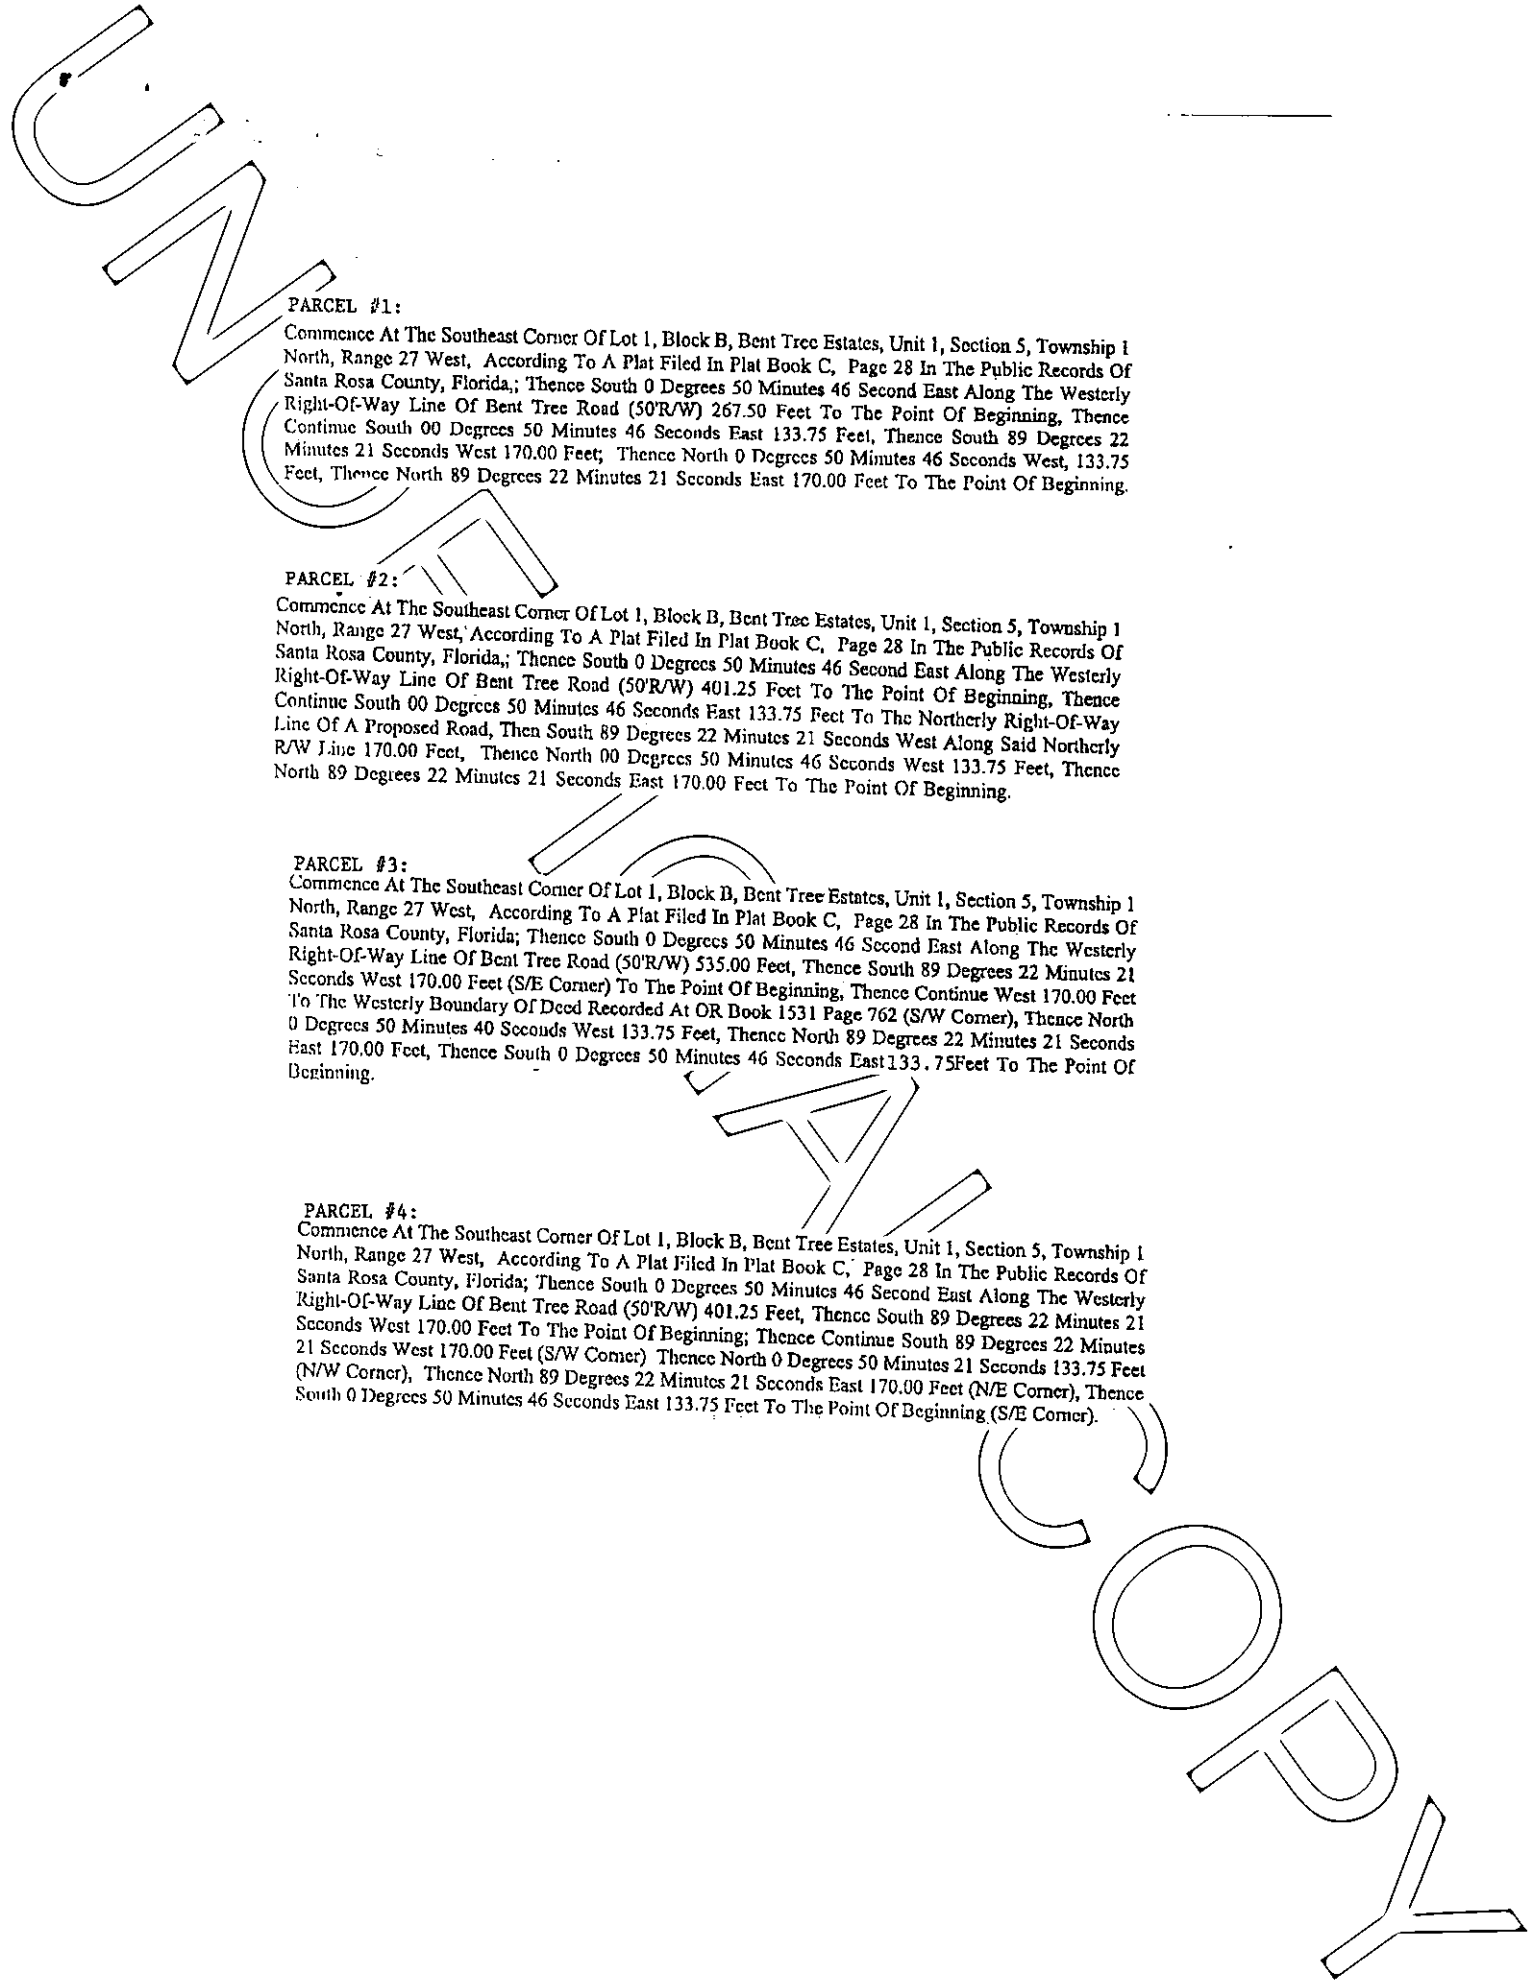 PARCEL #1:
Commence At The Southeast Corner Of Lot 1, Block B, Bent Tree Estates, Unit 1, Section 5, Township 1
North, Range 27 West, According To A Plat Filed In Plat Book C, Page 28 In The Public Records Of
Santa Rosa County, Florida,; Thence South 0 Degrees 50 Minutes 46 Second East Along The Westerly
Right-Of-Way Line Of Bent Tree Road (50'R/W) 267.50 Feet To The Point Of Beginning, Thence
Continue South 00 Degrees 50 Minutes 46 Seconds East 133.75 Feet, Thence South 89 Degrees 22
Minutes 21 Seconds West 170.00 Feet; Thence North 0 Degrees 50 Minutes 46 Seconds West, 133.75
Feet, Thence North 89 Degrees 22 Minutes 21 Seconds East 170.00 Feet To The Point Of Beginning.
PARCEL #2:
Commence At The Southeast Corner Of Lot 1, Block B, Bent Tree Estates, Unit 1, Section 5, Township 1
North, Range 27 West, According To A Plat Filed In Plat Book C, Page 28 In The Public Records Of
Santa Rosa County, Florida,; Thence South 0 Degrees 50 Minutes 46 Second East Along The Westerly
Right-Of-Way Line Of Bent Tree Road (50'R/W) 401.25 Feet To The Point Of Beginning, Thence
Continue South 00 Degrees 50 Minutes 46 Seconds East 133.75 Feet To The Northerly Right-Of-Way
Line Of A Proposed Road, Then South 89 Degrees 22 Minutes 21 Seconds West Along Said Northerly
R/W Line 170.00 Feet, Thence North 00 Degrees 50 Minutes 46 Seconds West 133.75 Feet, Thence
North 89 Degrees 22 Minutes 21 Seconds East 170.00 Feet To The Point Of Beginning.
PARCEL #3:
Commence At The Southeast Corner Of Lot 1, Block B, Bent Tree Estates, Unit 1, Section 5, Township 1
North, Range 27 West, According To A Plat Filed In Plat Book C, Page 28 In The Public Records Of
Santa Rosa County, Florida; Thence South 0 Degrees 50 Minutes 46 Second East Along The Westerly
Right-Of-Way Line Of Bent Tree Road (50'R/W) 535.00 Feet, Thence South 89 Degrees 22 Minutes 21
Seconds West 170.00 Feet (S/E Corner) To The Point Of Beginning, Thence Continue West 170.00 Feet
To The Westerly Boundary Of Deed Recorded At OR Book 1531 Page 762 (S/W Corner), Thence North
0 Degrees 50 Minutes 40 Seconds West 133.75 Feet, Thence North 89 Degrees 22 Minutes 21 Seconds
East 170.00 Feet, Thence South 0 Degrees 50 Minutes 46 Seconds East 133.75Feet To The Point Of
Beginning.
PARCEL #4:
Commence At The Southeast Corner Of Lot 1, Block B, Bent Tree Estates, Unit 1, Section 5, Township 1
North, Range 27 West, According To A Plat Filed In Plat Book C, Page 28 In The Public Records Of
Santa Rosa County, Florida; Thence South 0 Degrees 50 Minutes 46 Second East Along The Westerly
Right-Of-Way Line Of Bent Tree Road (50'R/W) 401.25 Feet, Thence South 89 Degrees 22 Minutes 21
Seconds West 170.00 Feet To The Point Of Beginning; Thence Continue South 89 Degrees 22 Minutes
21 Seconds West 170.00 Feet (S/W Corner) Thence North 0 Degrees 50 Minutes 21 Seconds 133.75 Feet
(N/W Corner), Thence North 89 Degrees 22 Minutes 21 Seconds East 170.00 Feet (N/E Corner), Thence
South 0 Degrees 50 Minutes 46 Seconds East 133.75 Feet To The Point Of Beginning (S/E Corner).
UNOFFICIAL COPY